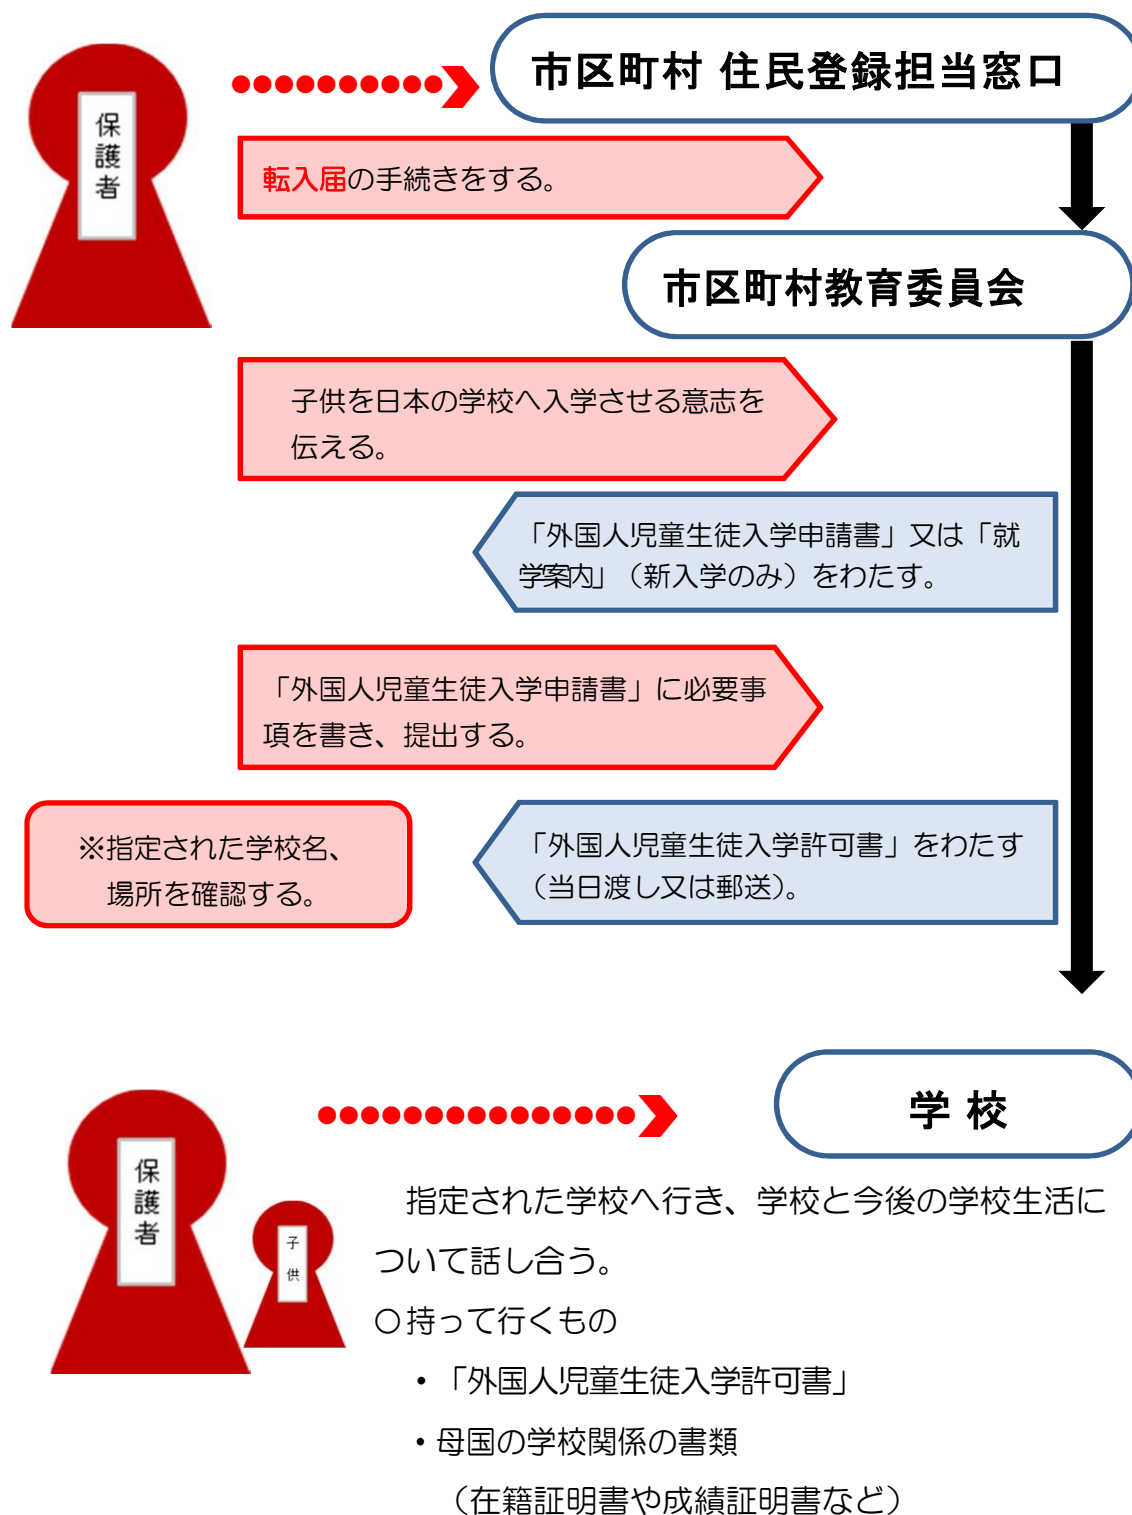 市区町村 住民登録担当窓口
保護者
転入届の手続きをする。
市区町村教育委員会
子供を日本の学校へ入学させる意志を
伝える。
「外国人児童生徒入学申請書」又は「就
学案内」（新入学のみ）をわたす。
「外国人児童生徒入学申請書」に必要事
項を書き、提出する。
※指定された学校名、
場所を確認する。
「外国人児童生徒入学許可書」をわたす
（当日渡し又は郵送）。
学 校
保護者
子供
指定された学校へ行き、学校と今後の学校生活に
ついて話し合う。
○持って行くもの
・「外国人児童生徒入学許可書」
・母国の学校関係の書類
（在籍証明書や成績証明書など）